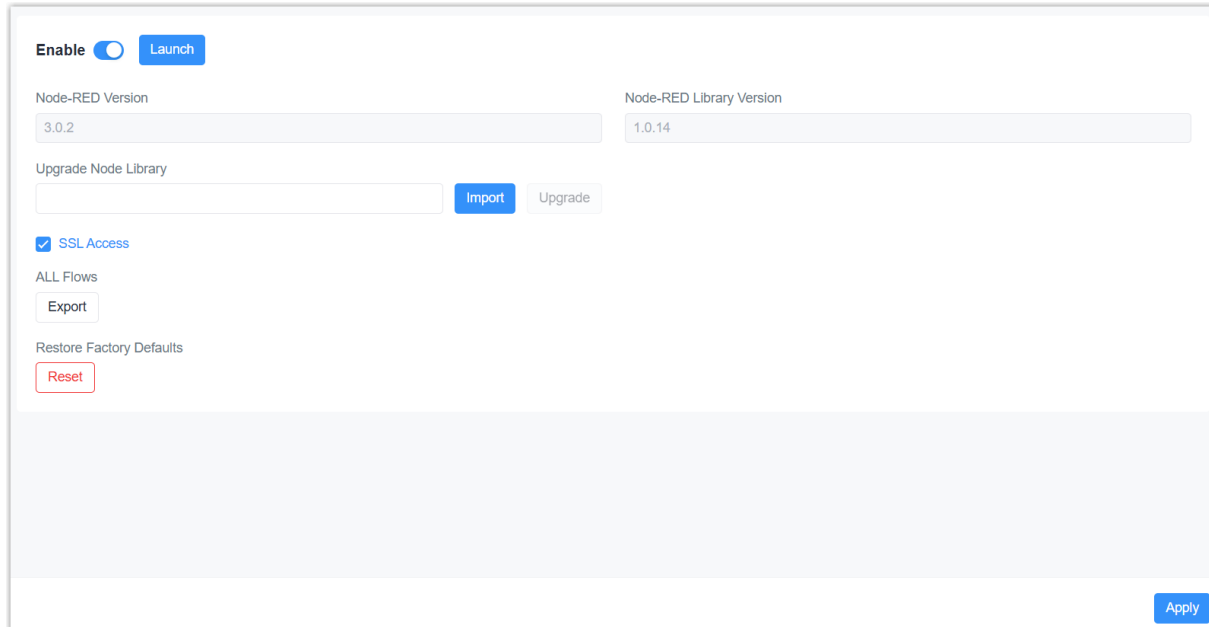 Enable Launch
Node-RED Version Node-RED Library Version
3.0.2 1.0.14
Upgrade Node Library
Import Upgrade
SSL Access
ALL Flows
Export
Restore Factory Defaults
Reset
Apply